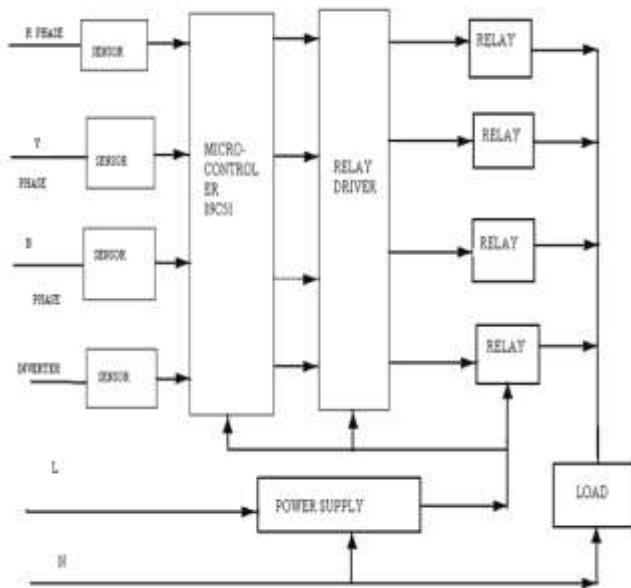 R PHASE
SENSOR
RELAY
Y
PHASE
SENSOR
MICRO-
CONTROL
ER
89C51
RELAY
DRIVER
RELAY
B
PHASE
SENSOR
RELAY
INVERTER
SENSOR
RELAY
L
POWER SUPPLY
LOAD
N